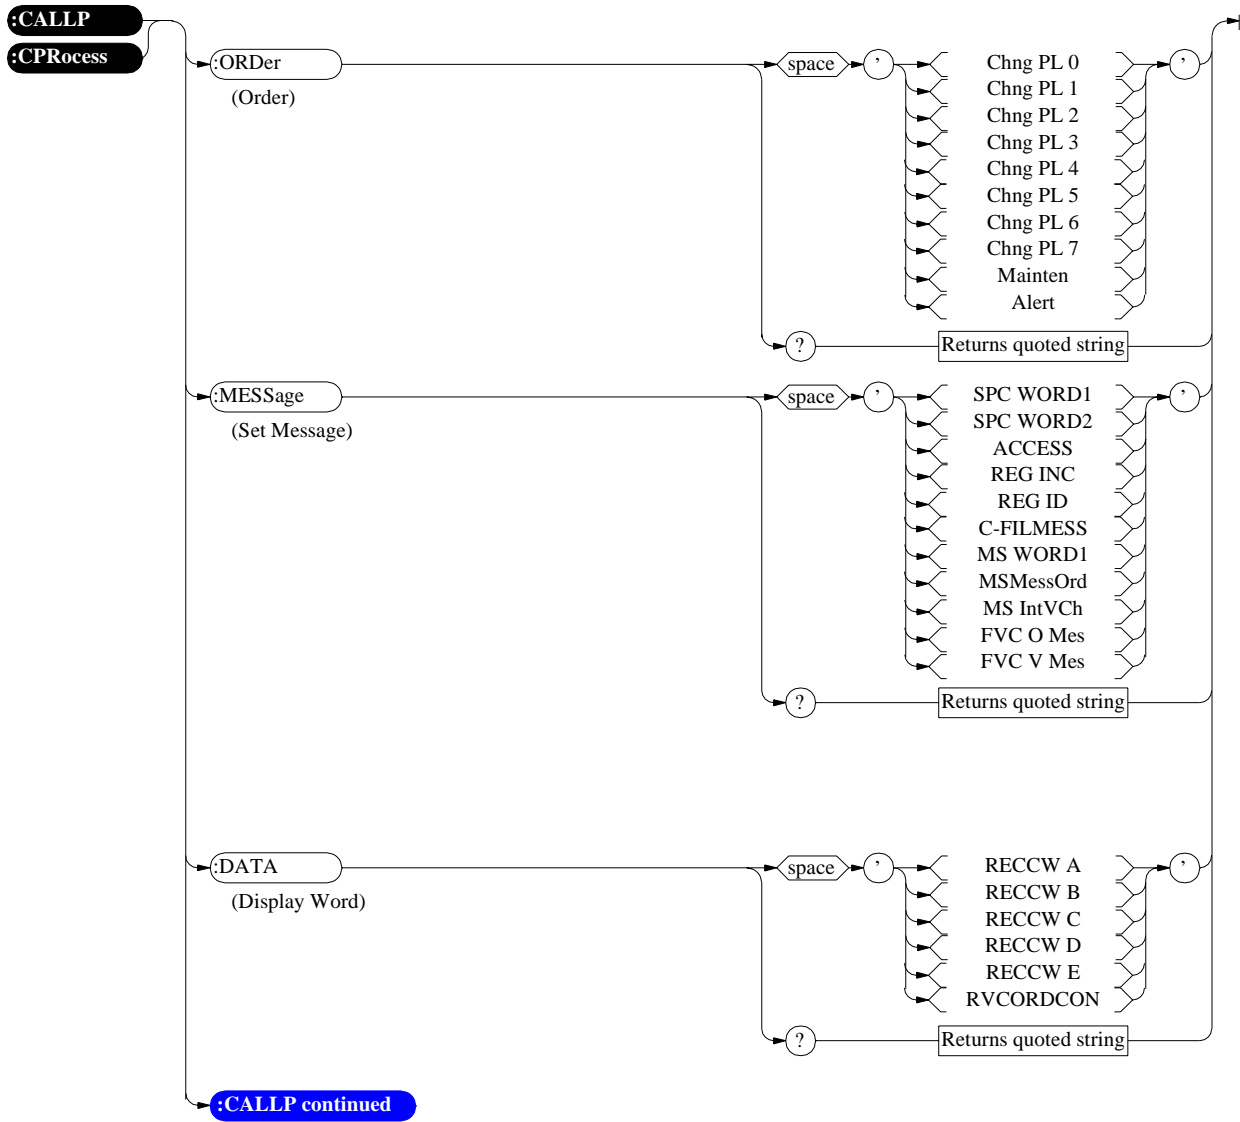 :CALLP
:CPRocess
:ORDer
(Order)
space
’
Chng PL 0
Chng PL 1
Chng PL 2
Chng PL 3
Chng PL 4
Chng PL 5
Chng PL 6
Chng PL 7
Mainten
Alert
’
?
Returns quoted string
:MESSage
(Set Message)
space
’
SPC WORD1
SPC WORD2
ACCESS
REG INC
REG ID
C-FILMESS
MS WORD1
MSMessOrd
MS IntVCh
FVC O Mes
FVC V Mes
’
?
Returns quoted string
:DATA
(Display Word)
space
’
RECCW A
RECCW B
RECCW C
RECCW D
RECCW E
RVCORDCON
’
?
Returns quoted string
:CALLP continued